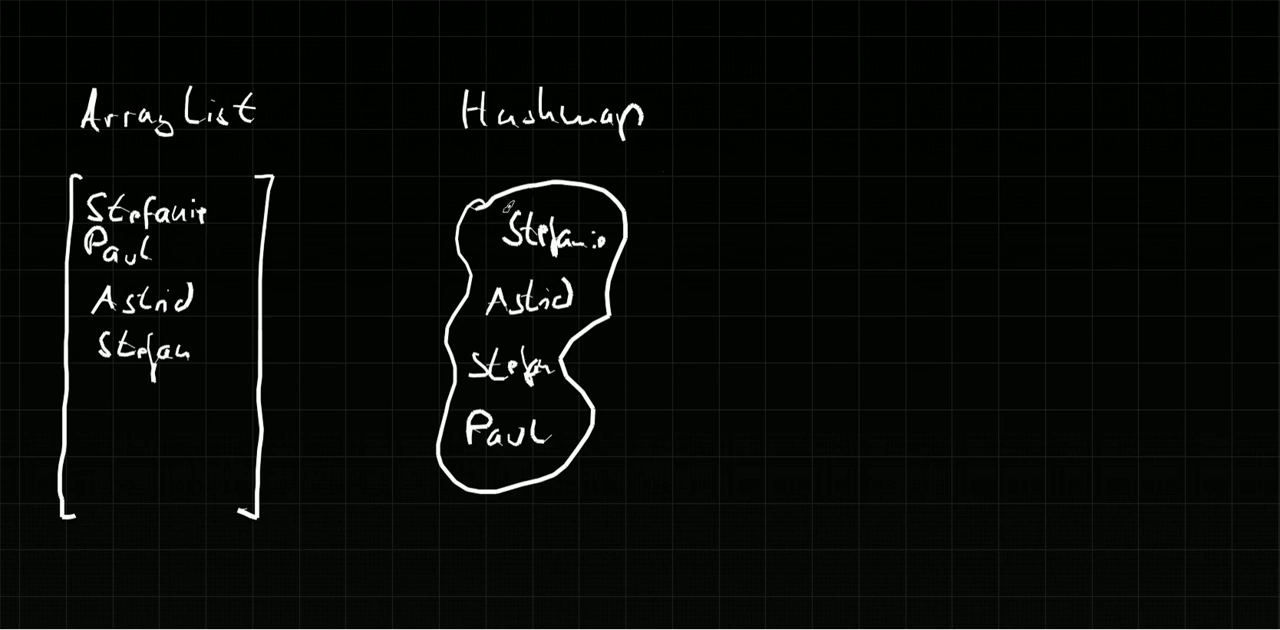 ArrayList
Stefanie
Paul
Astrid
Stefan
Hashmap
Stefanie
Astrid
Stefan
Paul